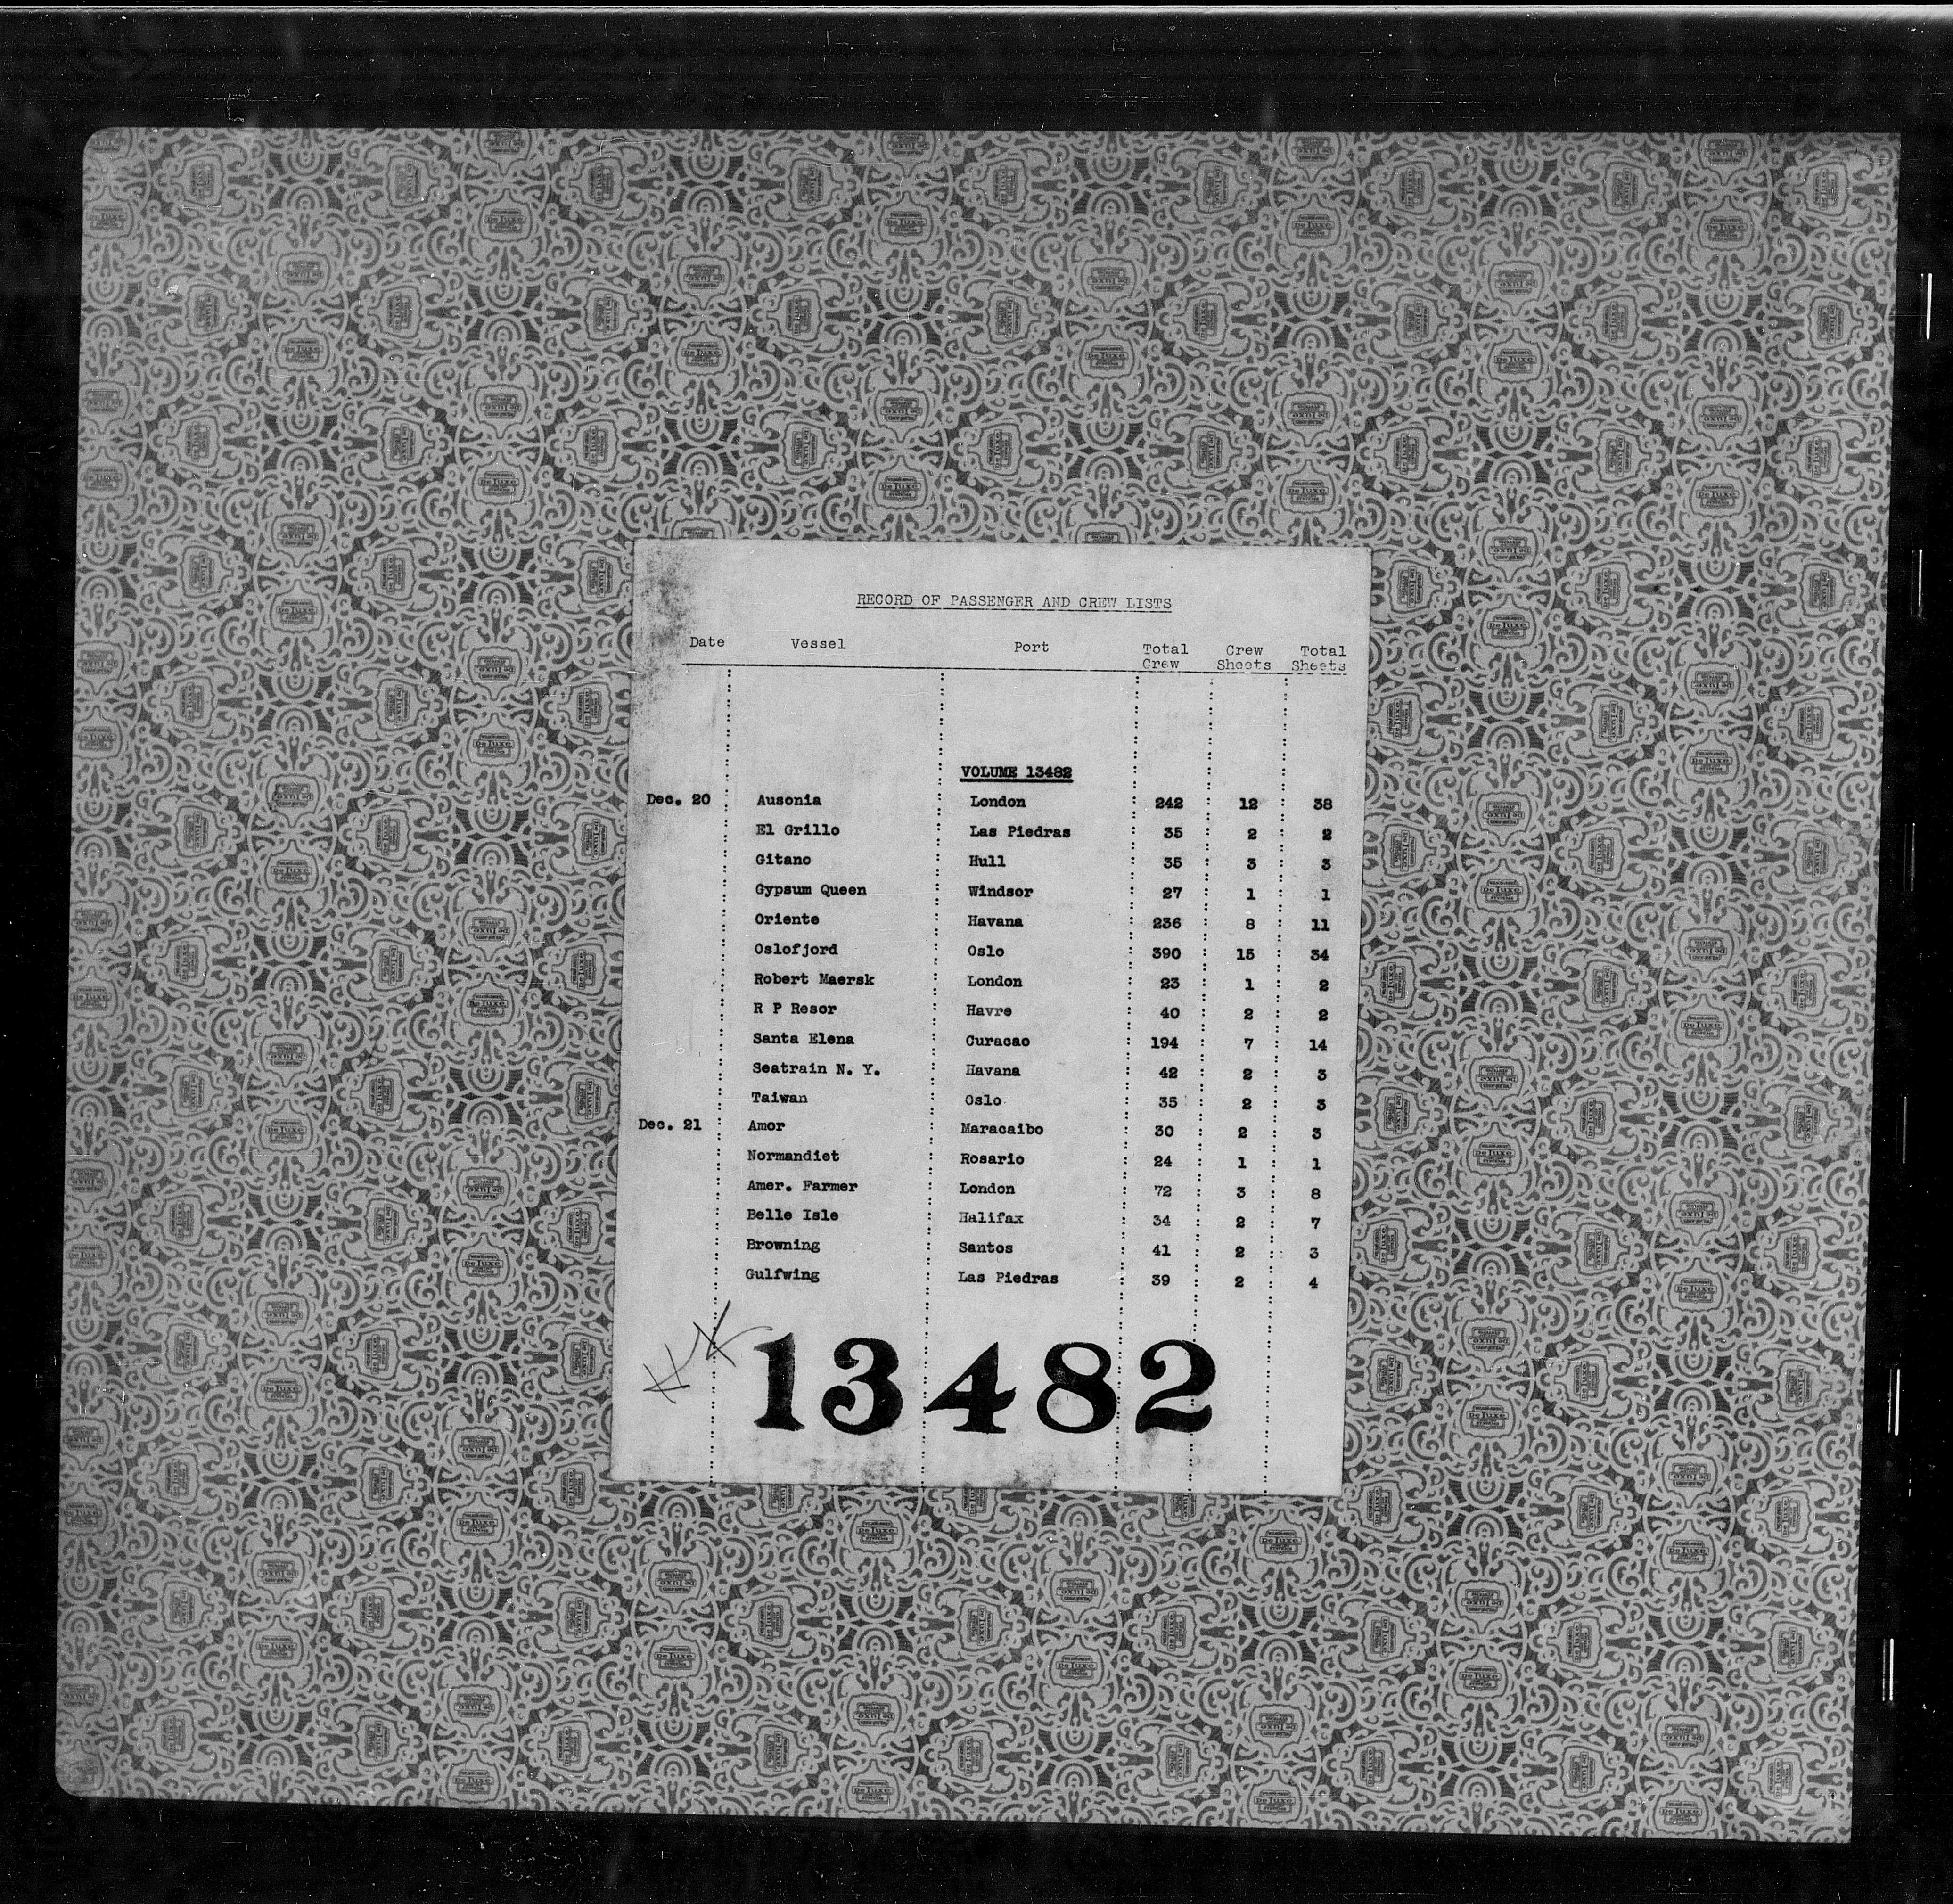 RECORD OF PASSENGER AND CREW LISTS
Date Vessel Port Total Crew Crew Sheets Total Sheets
VOLUME 13482
Dec. 20 Ausonia London 242 12 38
El Grillo Las Piedras 35 2 2
Gitano Hull 35 3 3
Gypsum Queen Windsor 27 1 1
Oriente Havana 236 8 11
Oslofjord Oslo 390 15 34
Robert Maersk London 23 1 2
R P Resor Havre 40 2 2
Santa Elena Curacao 194 7 14
Seatrain N. Y. Havana 42 2 3
Taiwan Oslo 35 2 3
Dec. 21 Amor Maracaibo 30 2 3
Normandiet Rosario 24 1 1
Amer. Farmer London 72 3 8
Belle Isle Halifax 34 2 7
Browning Santos 41 2 3
Gulfwing Las Piedras 39 2 4
13482
De Luxe